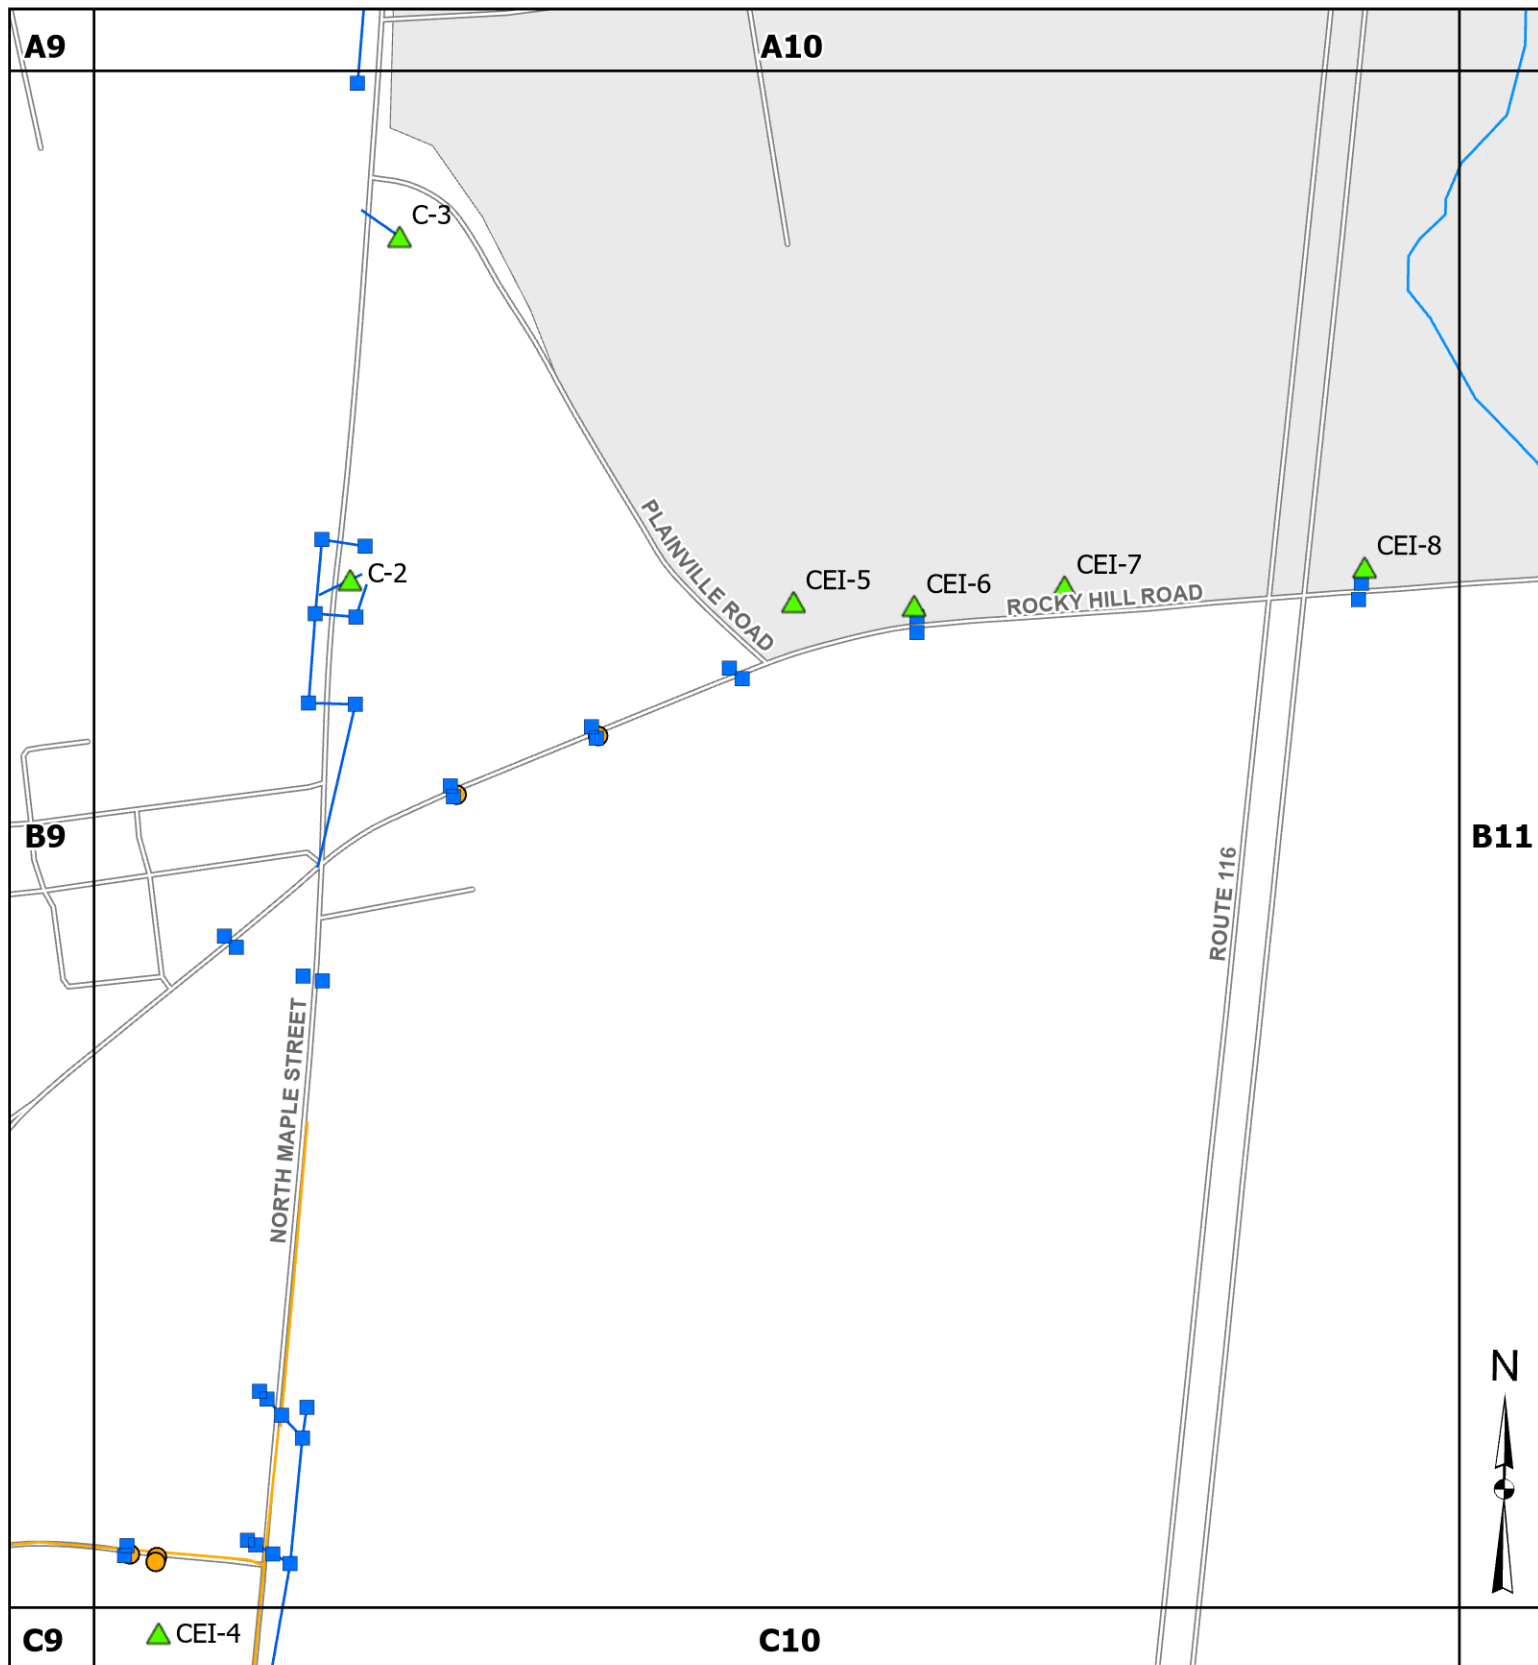 A9
A10
C-3
PLAINVILLE ROAD
C-2
CEI-5
CEI-6
CEI-7
CEI-8
ROCKY HILL ROAD
B9
B11
ROUTE 116
NORTH MAPLE STREET
N
C9
CEI-4
C10